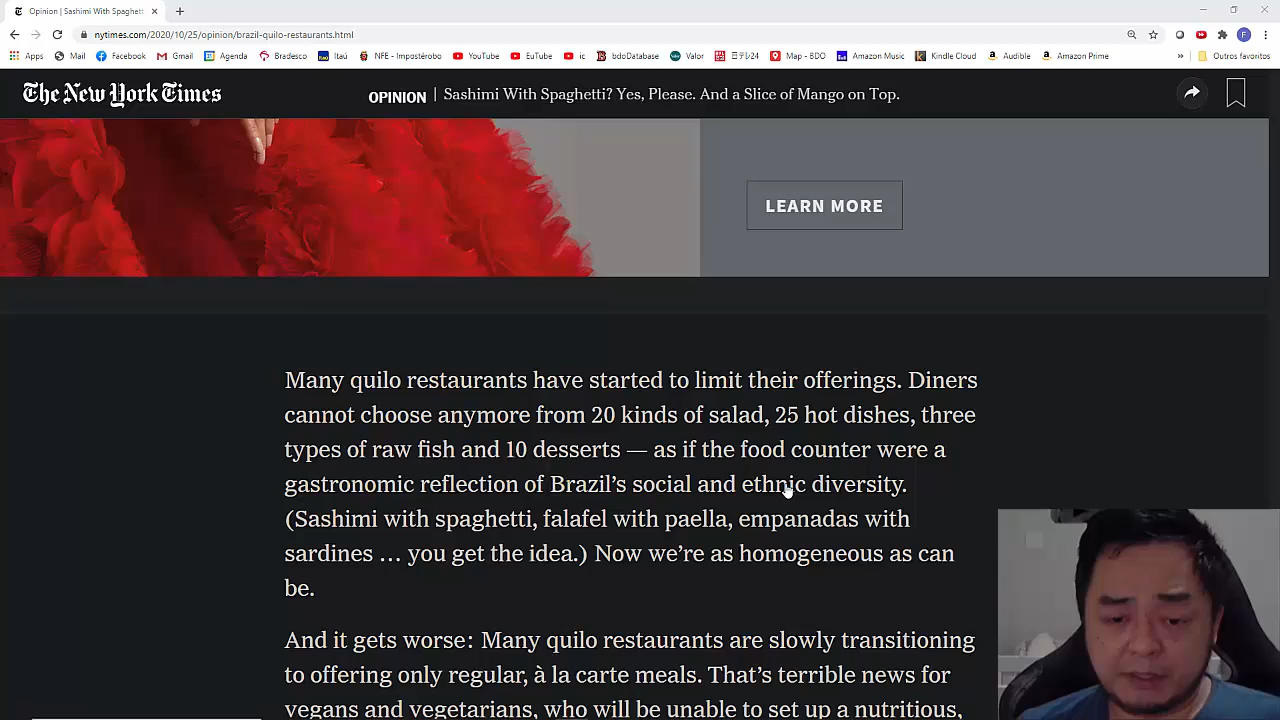 Opinion | Sashimi With Spaghett
nytimes.com/2020/10/25/opinion/brazil-quilo-restaurants.html
Apps Mail Facebook Gmail Agenda Bradesco Itaú NFE - Impostérobo YouTube EuTube ic bdoDatabase Valor Map - BDO Amazon Music Kindle Cloud Audible Amazon Prime » Outros favoritos
The New York Times OPINION | Sashimi With Spaghetti? Yes, Please. And a Slice of Mango on Top.
LEARN MORE
Many quilo restaurants have started to limit their offerings. Diners
cannot choose anymore from 20 kinds of salad, 25 hot dishes, three
types of raw fish and 10 desserts — as if the food counter were a
gastronomic reflection of Brazil’s social and ethnic diversity.
(Sashimi with spaghetti, falafel with paella, empanadas with
sardines … you get the idea.) Now we’re as homogeneous as can
be.
And it gets worse: Many quilo restaurants are slowly transitioning
to offering only regular, à la carte meals. That’s terrible news for
vegans and vegetarians, who will be unable to set up a nutritious,